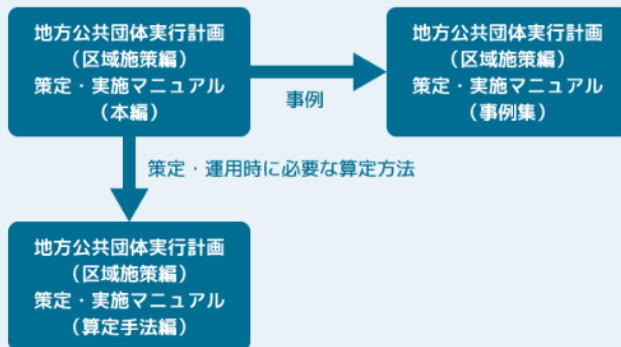 地方公共団体実行計画
（区域施策編）
策定・実施マニュアル
（本編）
事例
地方公共団体実行計画
（区域施策編）
策定・実施マニュアル
（事例集）
策定・運用時に必要な算定方法
地方公共団体実行計画
（区域施策編）
策定・実施マニュアル
（算定手法編）